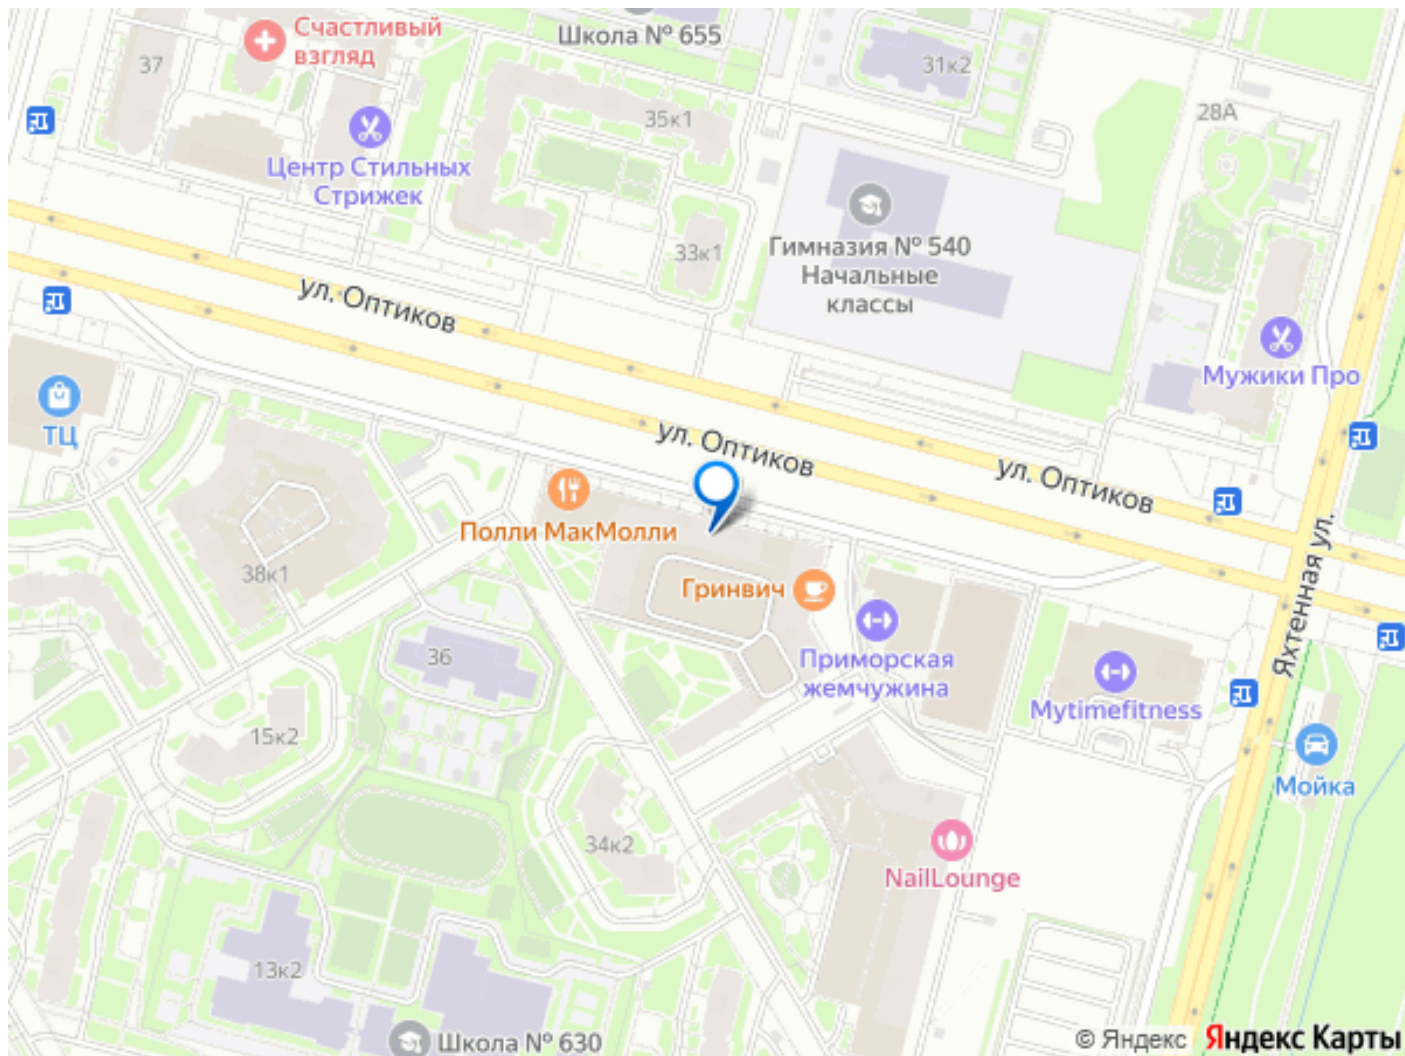 Счастливый
взгляд
Школа № 655
37
31к2
35к1
28А
Центр Стильных
Стрижек
33к1
Гимназия № 540
Начальные
классы
ул. Оптиков
Мужики Про
ТЦ
ул. Оптиков
ул. Оптиков
Полли МакМолли
38к1
Гринвич
Яхтенная ул.
36
Приморская
жемчужина
Mytimefitness
15к2
Мойка
34к2
NailLounge
13к2
Школа № 630
© Яндекс Яндекс Карты